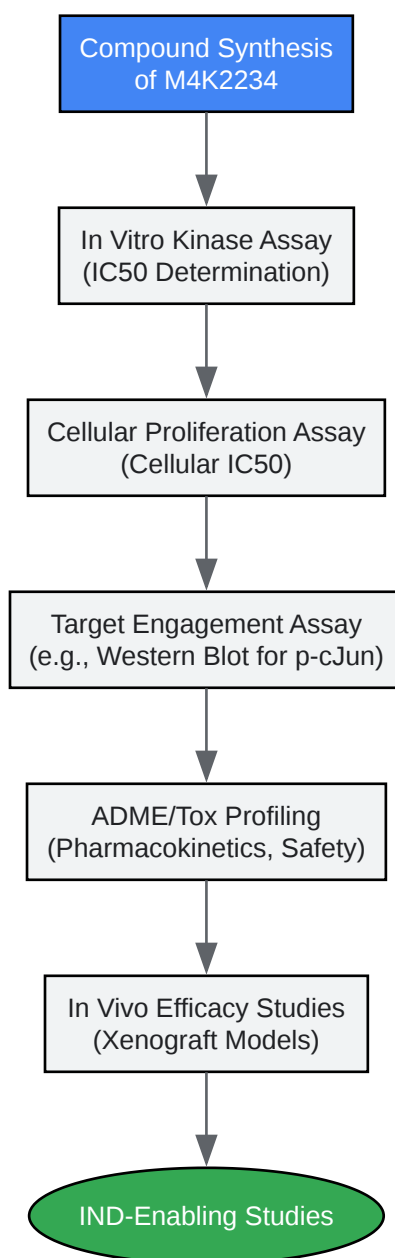 Compound Synthesis
of M4K2234
In Vitro Kinase Assay
(IC50 Determination)
Cellular Proliferation Assay
(Cellular IC50)
Target Engagement Assay
(e.g., Western Blot for p-cJun)
ADME/Tox Profiling
(Pharmacokinetics, Safety)
In Vivo Efficacy Studies
(Xenograft Models)
IND-Enabling Studies